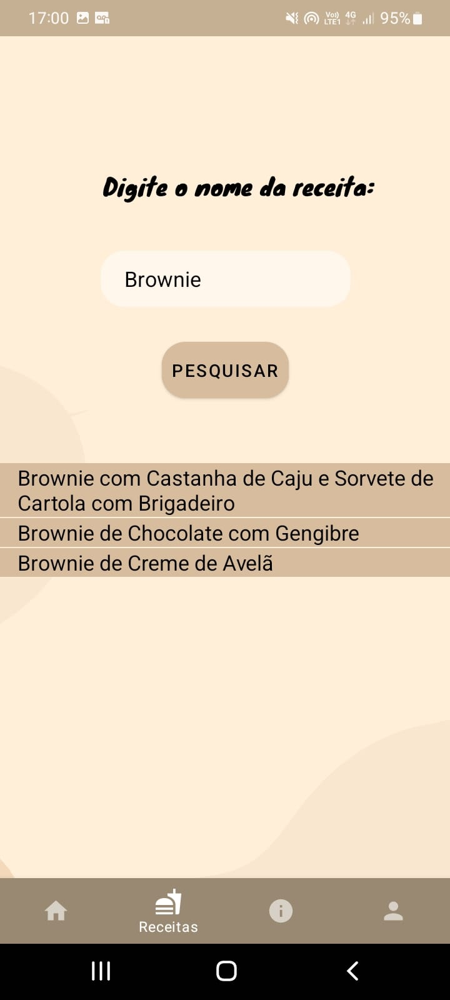 17:00
Vo)) 4G 95%
LTE1
Digite o nome da receita:
Brownie
PESQUISAR
Brownie com Castanha de Caju e Sorvete de
Cartola com Brigadeiro
Brownie de Chocolate com Gengibre
Brownie de Creme de Avelã
Receitas